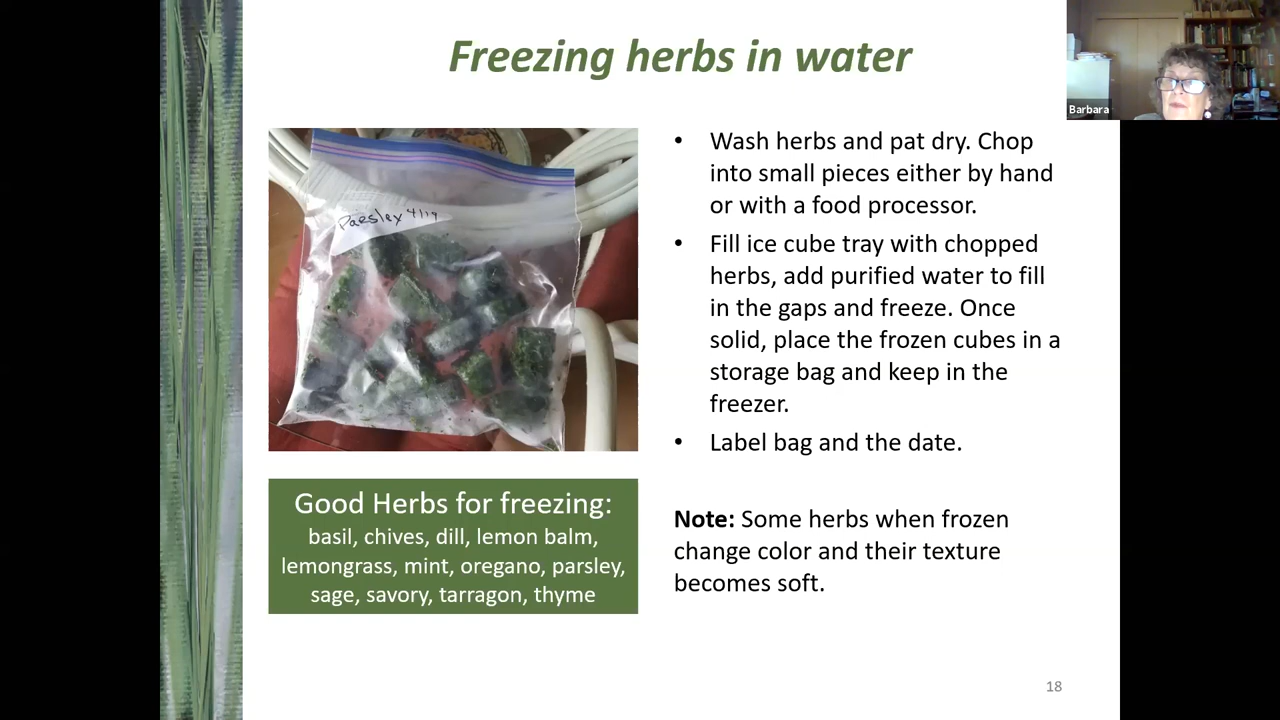 Freezing herbs in water
Barbara
Parsley 4/19
• Wash herbs and pat dry. Chop
into small pieces either by hand
or with a food processor.
• Fill ice cube tray with chopped
herbs, add purified water to fill
in the gaps and freeze. Once
solid, place the frozen cubes in a
storage bag and keep in the
freezer.
• Label bag and the date.
Good Herbs for freezing:
basil, chives, dill, lemon balm,
lemongrass, mint, oregano, parsley,
sage, savory, tarragon, thyme
Note: Some herbs when frozen
change color and their texture
becomes soft.
18